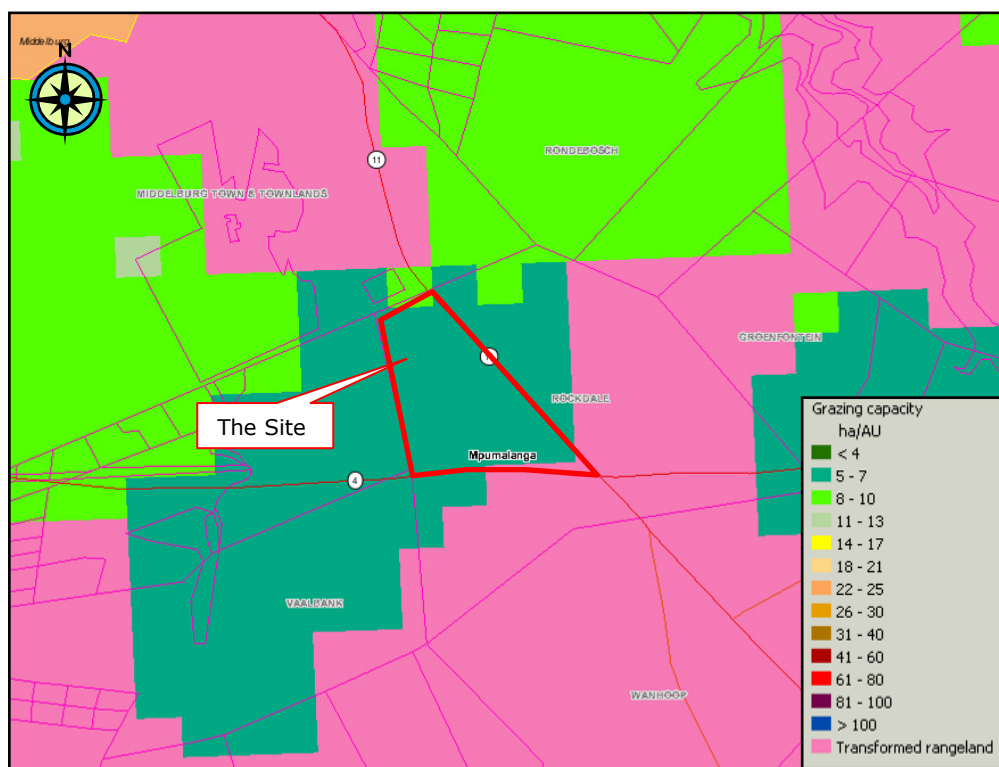 Middelburg
N
11
RONDEBOSCH
MIDDELBURG TOWN & TOWNLANDS
GROENFONTEIN
ROCKDALE
The Site
Mpumalanga
4
VAALBANK
WANHOOP
Grazing capacity
ha/AU
< 4
5 - 7
8 - 10
11 - 13
14 - 17
18 - 21
22 - 25
26 - 30
31 - 40
41 - 60
61 - 80
81 - 100
> 100
Transformed rangeland